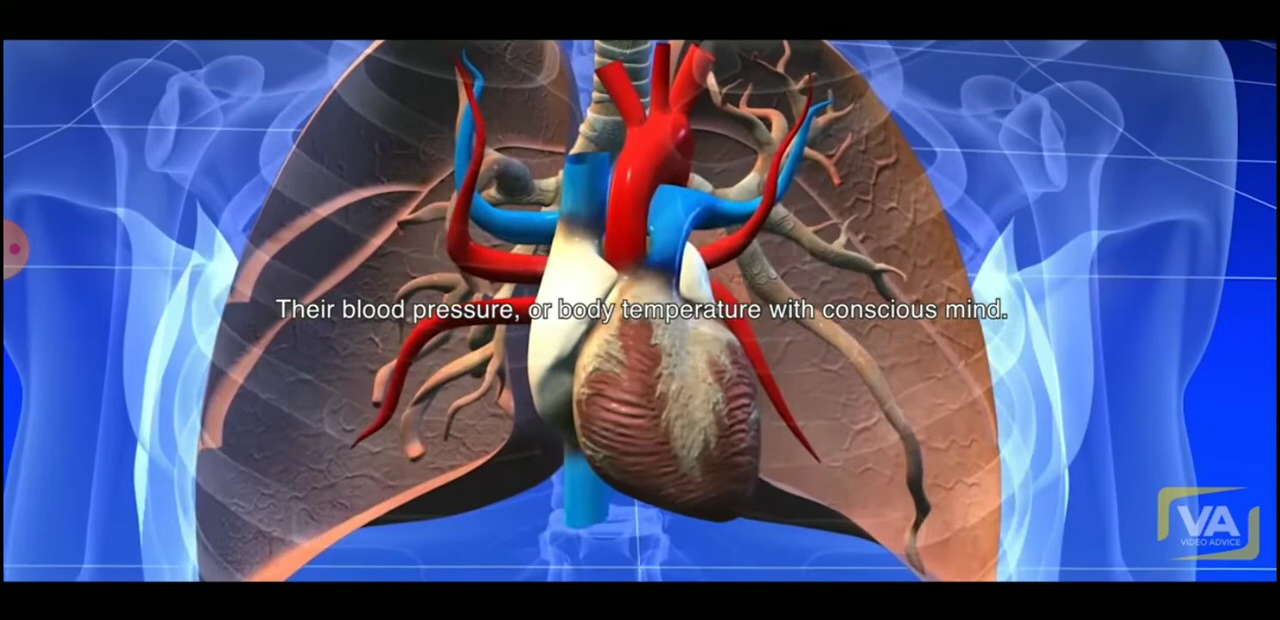 Their blood pressure, or body temperature with conscious mind.
VA
VIDEO ADVICE